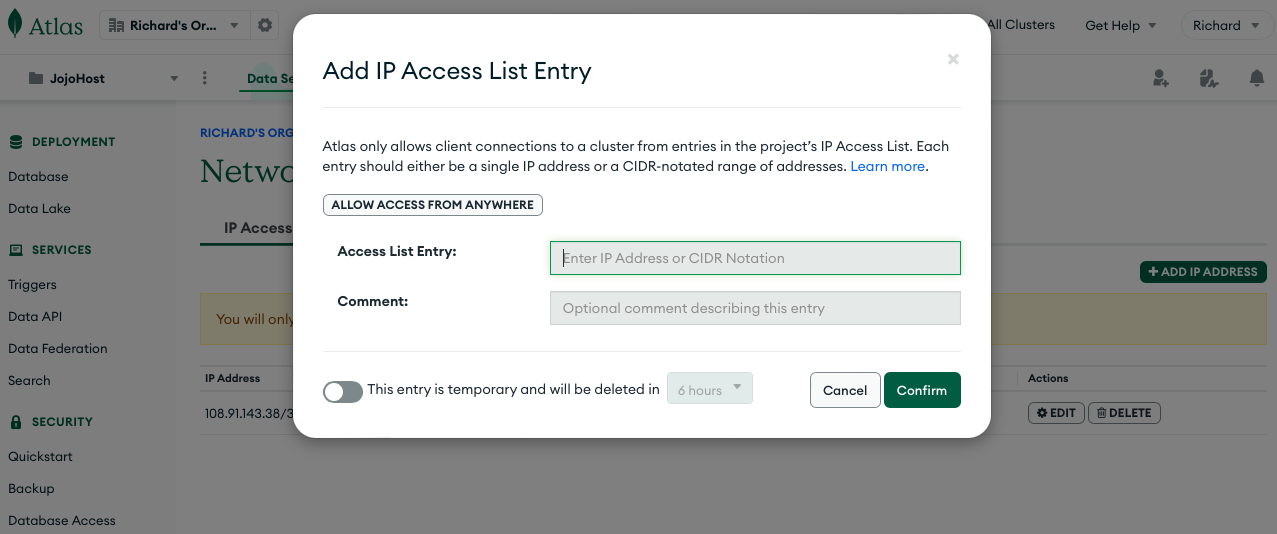 Atlas
Richard's Or...
All Clusters
Get Help
Richard
JojoHost
Data Se
Add IP Access List Entry
Atlas only allows client connections to a cluster from entries in the project's IP Access List. Each
entry should either be a single IP address or a CIDR-notated range of addresses. Learn more.
ALLOW ACCESS FROM ANYWHERE
Access List Entry:
Enter IP Address or CIDR Notation
Comment:
Optional comment describing this entry
This entry is temporary and will be deleted in
6 hours
Cancel
Confirm
DEPLOYMENT
Database
Data Lake
SERVICES
Triggers
Data API
Data Federation
Search
SECURITY
Quickstart
Backup
Database Access
RICHARD'S ORG
Netwo
IP Access
+ ADD IP ADDRESS
You will only
IP Address
Actions
108.91.143.38/3
EDIT
DELETE